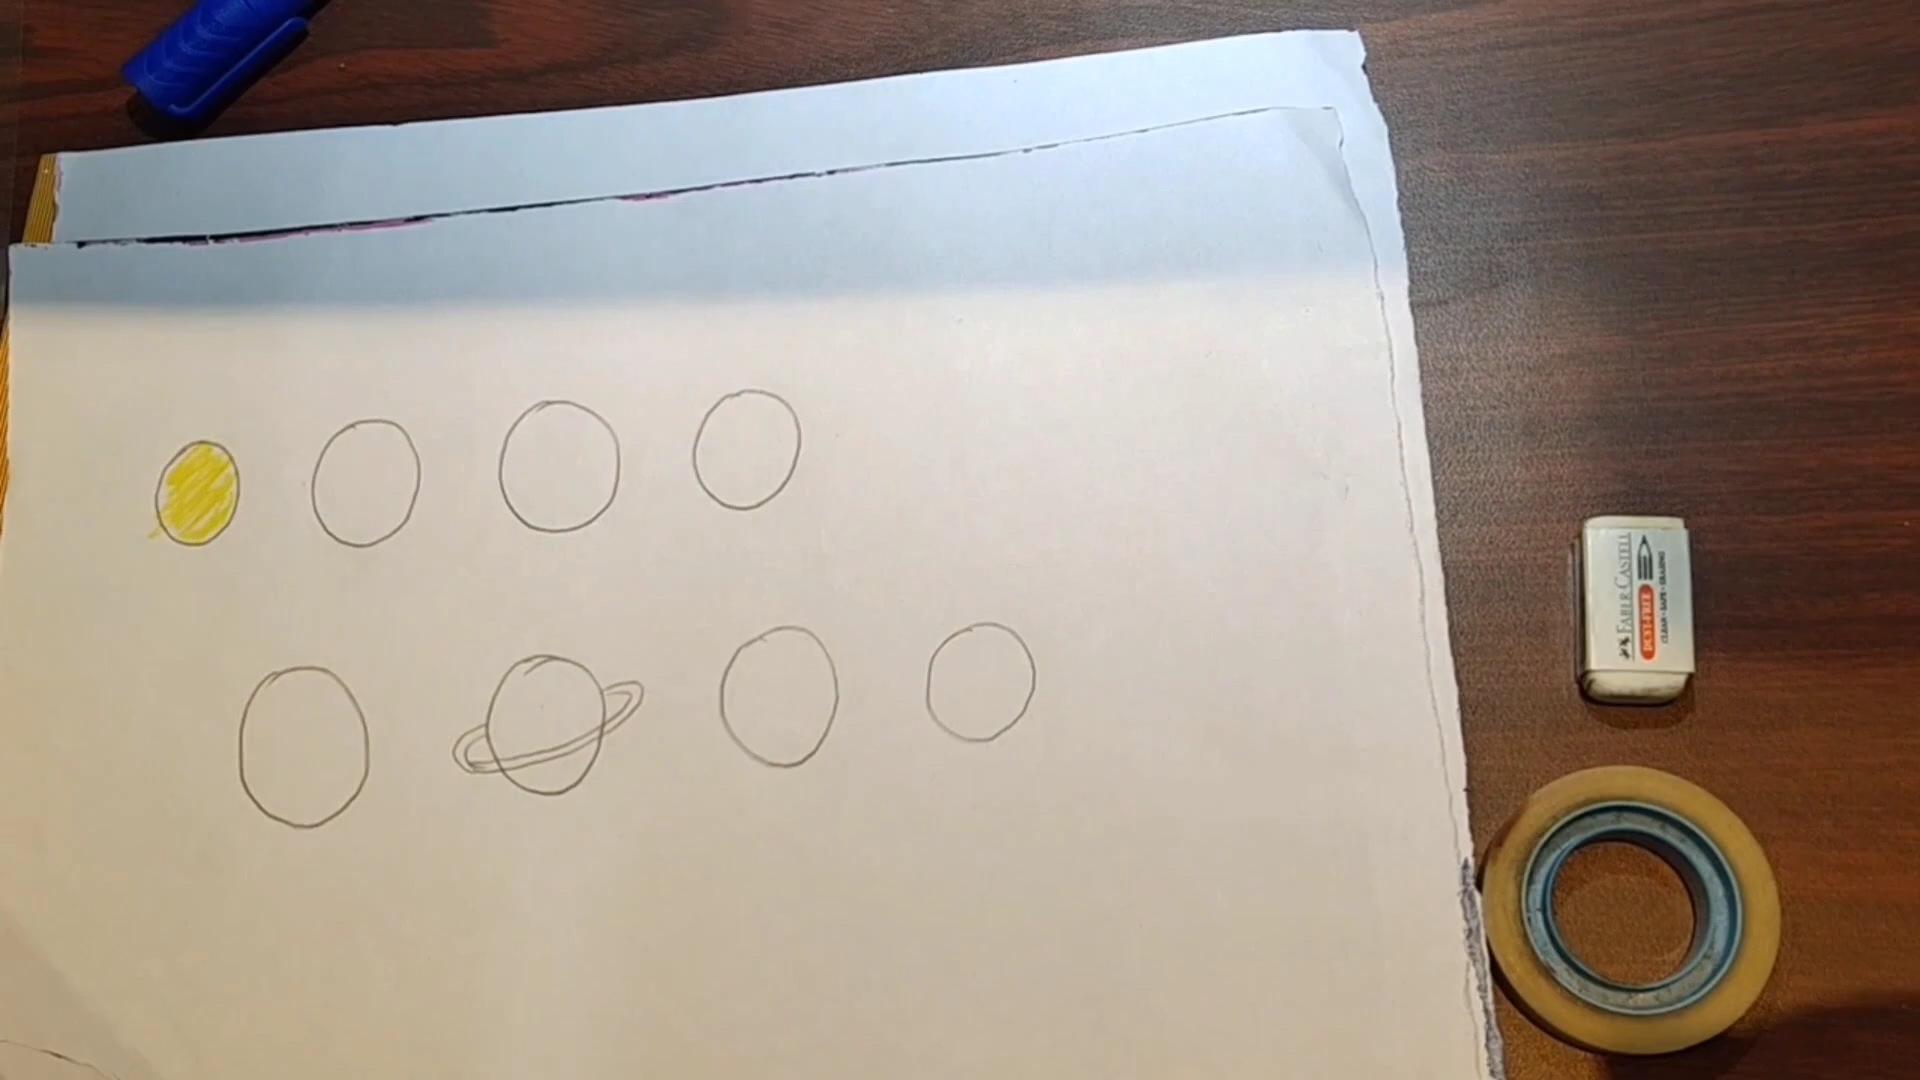 FABER-CASTELL
DUST-FREE
CLEAN • SAFE • ERASING